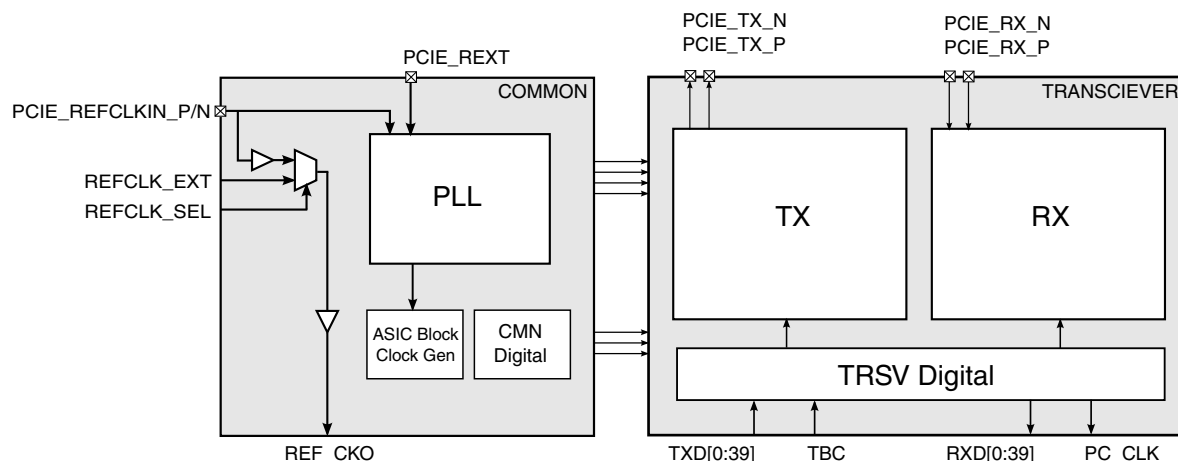 PCIE_TX_N
PCIE_TX_P
PCIE_RX_N
PCIE_RX_P
PCIE_REXT
COMMON
TRANSCIEVER
PCIE_REFCLKIN_P/N
REFCLK_EXT
REFCLK_SEL
PLL
TX
RX
ASIC Block
Clock Gen
CMN
Digital
TRSV Digital
REF_CKO
TXD[0:39]
TBC
RXD[0:39]
PC_CLK